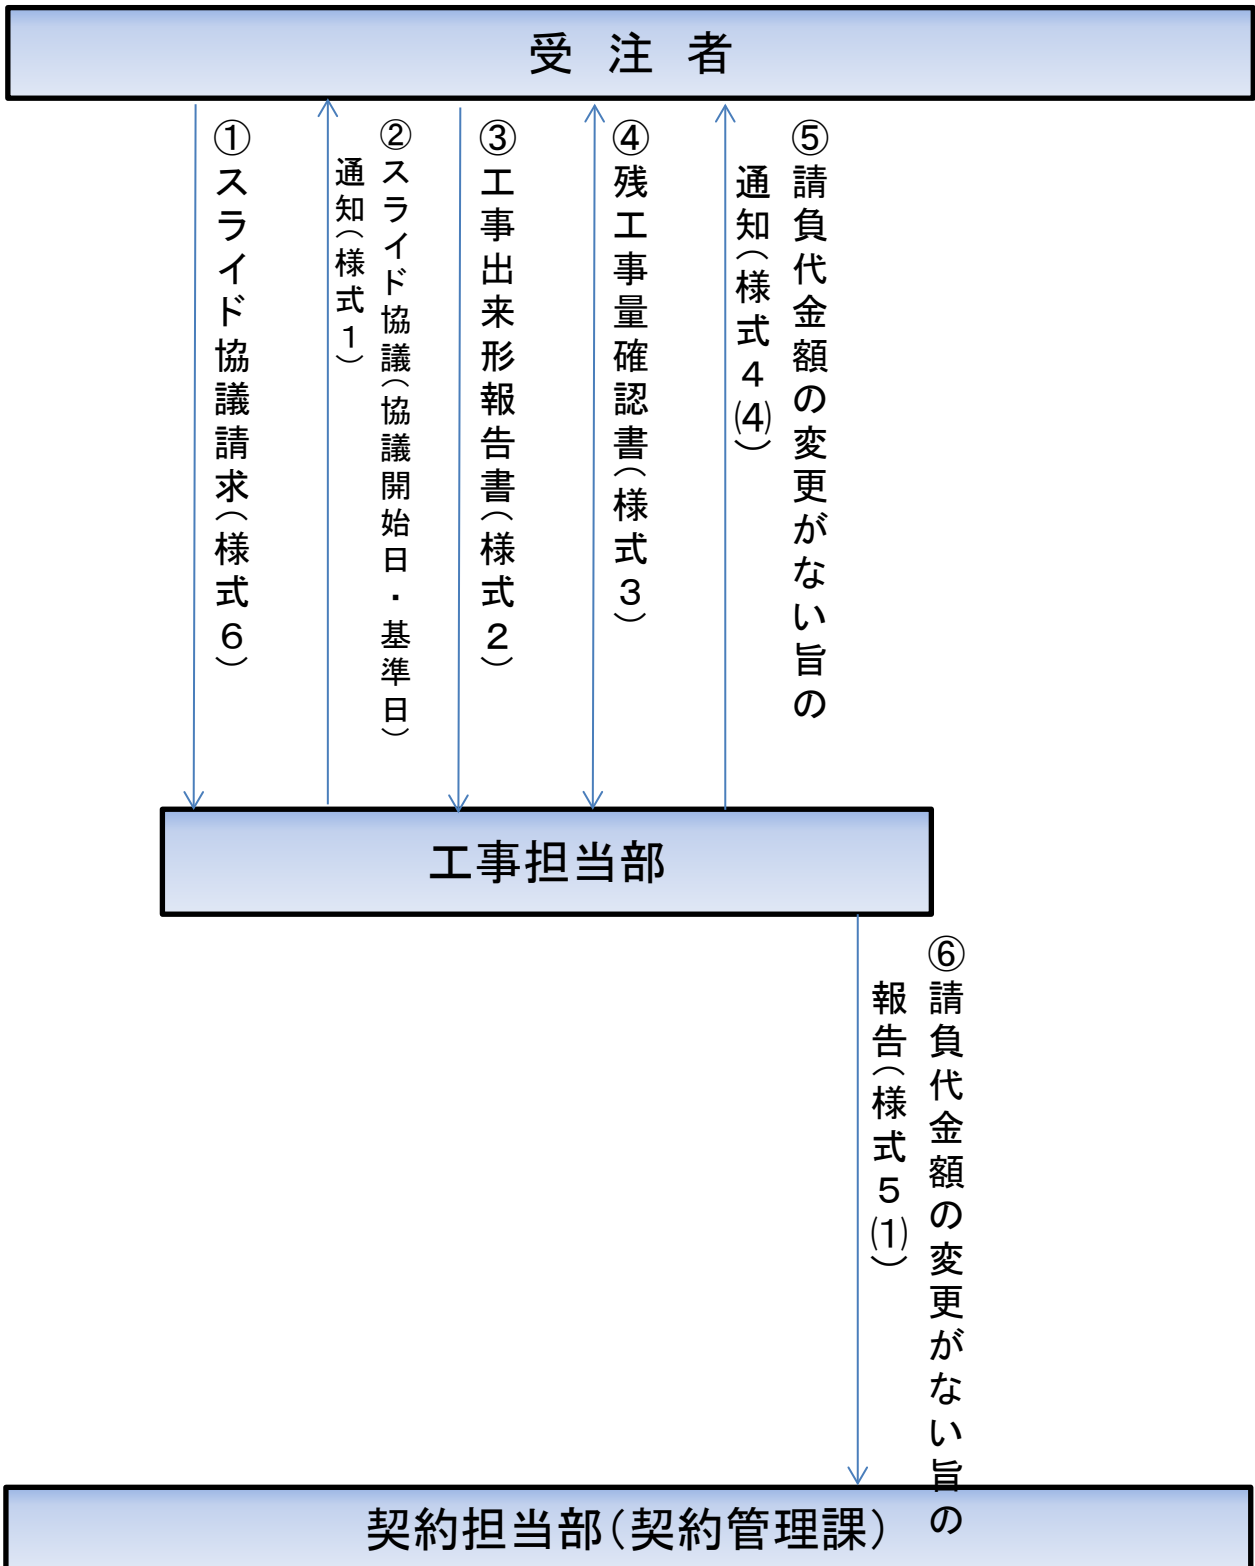 受 注 者
①スライド協議請求(様式６)
②スライド協議(協議開始日・基準日)
通知(様式１)
③工事出来形報告書(様式２)
④残工事量確認書(様式３)
⑤請負代金額の変更がない旨の
通知(様式４⑷)
工事担当部
⑥請負代金額の変更がない旨の
報告(様式５⑴)
契約担当部(契約管理課)